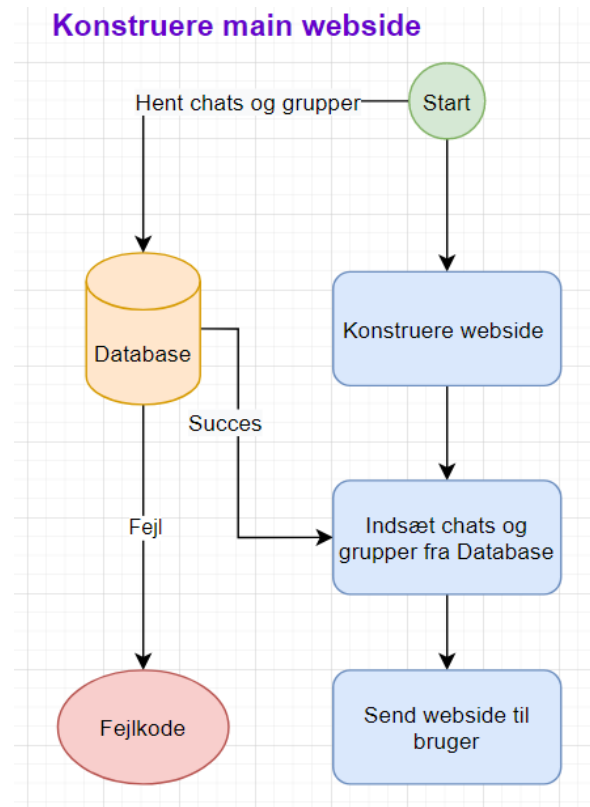 Konstruere main webside
Hent chats og grupper
Start
Database
Konstruere webside
Succes
Fejl
Indsæt chats og
grupper fra Database
Fejlkode
Send webside til
bruger